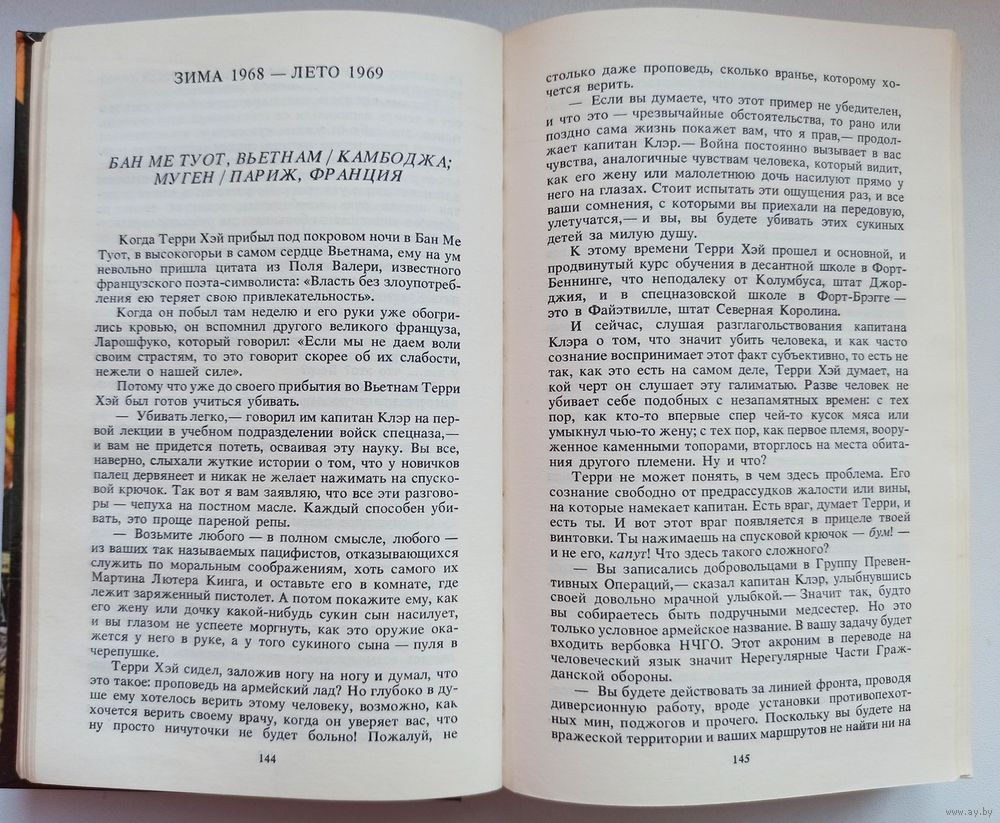 ЗИМА 1968 — ЛЕТО 1969
БАН МЕ ТУОТ, ВЬЕТНАМ / КАМБОДЖА;
МУГЕН / ПАРИЖ, ФРАНЦИЯ
Когда Терри Хэй прибыл под покровом ночи в Бан Ме
Туот, в высокогорьи в самом сердце Вьетнама, ему на ум
невольно пришла цитата из Поля Валери, известного
французского поэта-символиста: «Власть без злоупотреб-
ления ею теряет свою привлекательность».
Когда он побыл там неделю и его руки уже обогри-
лись кровью, он вспомнил другого великого француза,
Ларошфуко, который говорил: «Если мы не даем воли
своим страстям, то это говорит скорее об их слабости,
нежели о нашей силе».
Потому что уже до своего прибытия во Вьетнам Терри
Хэй был готов учиться убивать.
— Убивать легко,— говорил им капитан Клэр на пер-
вой лекции в учебном подразделении войск спецназа,—
и вам не придется потеть, осваивая эту науку. Вы все,
наверно, слыхали жуткие истории о том, что у новичков
палец дервянеет и никак не желает нажимать на спуско-
вой крючок. Так вот я вам заявляю, что все эти разгово-
ры — чепуха на постном масле. Каждый способен уби-
вать, это проще пареной репы.
— Возьмите любого — в полном смысле, любого —
из ваших так называемых пацифистов, отказывающихся
служить по моральным соображениям, хоть самого их
Мартина Лютера Кинга, и оставьте его в комнате, где
лежит заряженный пистолет. А потом покажите ему, как
его жену или дочку какой-нибудь сукин сын насилует,
и вы глазом не успеете моргнуть, как это оружие ока-
жется у него в руке, а у того сукиного сына — пуля в
черепушке.
Терри Хэй сидел, заложив ногу на ногу и думал, что
это такое: проповедь на армейский лад? Но глубоко в ду-
ше ему хотелось верить этому человеку, возможно, как
хочется верить своему врачу, когда он уверяет вас, что
ну просто ничуточки не будет больно! Пожалуй, не
144
столько даже проповедь, сколько вранье, которому хо-
чется верить.
— Если вы думаете, что этот пример не убедителен,
и что это — чрезвычайные обстоятельства, то рано или
поздно сама жизнь покажет вам, что я прав,— продол-
жает капитан Клэр.— Война постоянно вызывает в вас
чувства, аналогичные чувствам человека, который видит,
как его жену или малолетнюю дочь насилуют прямо у
него на глазах. Стоит испытать эти ощущения раз, и все
ваши сомнения, с которыми вы приехали на передовую,
улетучатся,— и вы, вы будете убивать этих сукиных
детей за милую душу.
К этому времени Терри Хэй прошел и основной, и
продвинутый курс обучения в десантной школе в Форт-
Беннинге, что неподалеку от Колумбуса, штат Джор-
джия, и в спецназовской школе в Форт-Брэгге —
это в Файэтвилле, штат Северная Королина.
И сейчас, слушая разглагольствования капитана
Клэра о том, что значит убить человека, и как часто
сознание воспринимает этот факт субъективно, то есть не
так, как это есть на самом деле, Терри Хэй думает, на
кой черт он слушает эту галиматью. Разве человек не
убивает себе подобных с незапамятных времен: с тех
пор, как кто-то впервые спер чей-то кусок мяса или
умыкнул чью-то жену; с тех пор, как первое племя, воору-
женное каменными топорами, вторглось на места обита-
ния другого племени. Ну и что?
Терри не может понять, в чем здесь проблема. Его
сознание свободно от предрассудков жалости или вины,
на которые намекает капитан. Есть враг, думает Терри, и
есть ты. И вот этот враг появляется в прицеле твоей
винтовки. Ты нажимаешь на спусковой крючок — бум! —
и не его, капут! Что здесь такого сложного?
— Вы записались добровольцами в Группу Превен-
тивных Операций,— сказал капитан Клэр, улыбнувшись
своей довольно мрачной улыбкой.— Значит так, будто
вы собираетесь быть подручными медсестер. Но это
только условное армейское название. В вашу задачу будет
входить вербовка НЧГО. Этот акроним в переводе на
человеческий язык значит Нерегулярные Части Граж-
данской обороны.
— Вы будете действовать за линией фронта, проводя
диверсионную работу, вроде установки противопехот-
ных мин, поджогов и прочего. Поскольку вы будете на
вражеской территории и ваших маршрутов не найти ни на
145
www.ay.by